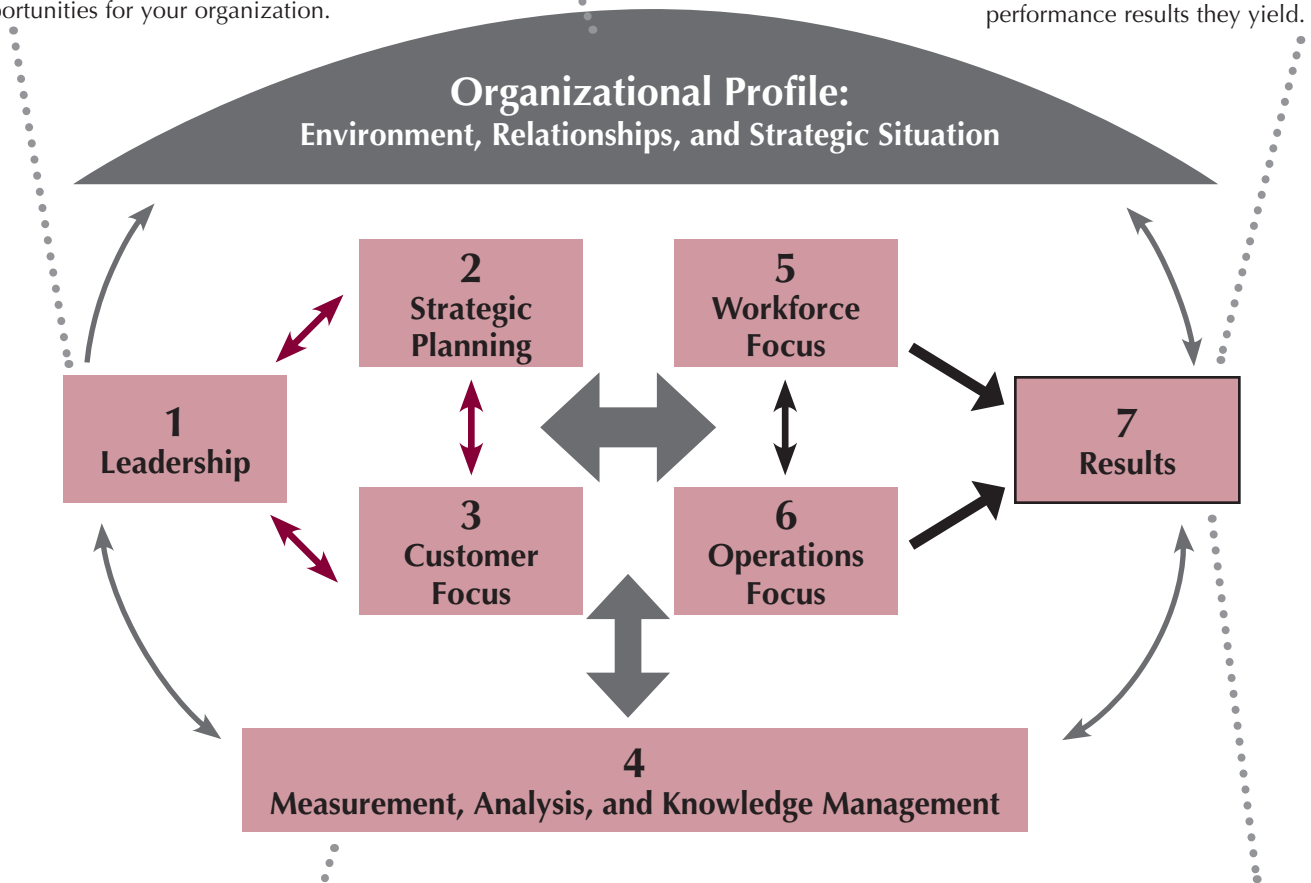 portunities for your organization.
performance results they yield.
Organizational Profile:
Environment, Relationships, and Strategic Situation
2
Strategic
Planning
5
Workforce
Focus
1
Leadership
7
Results
3
Customer
Focus
6
Operations
Focus
4
Measurement, Analysis, and Knowledge Management